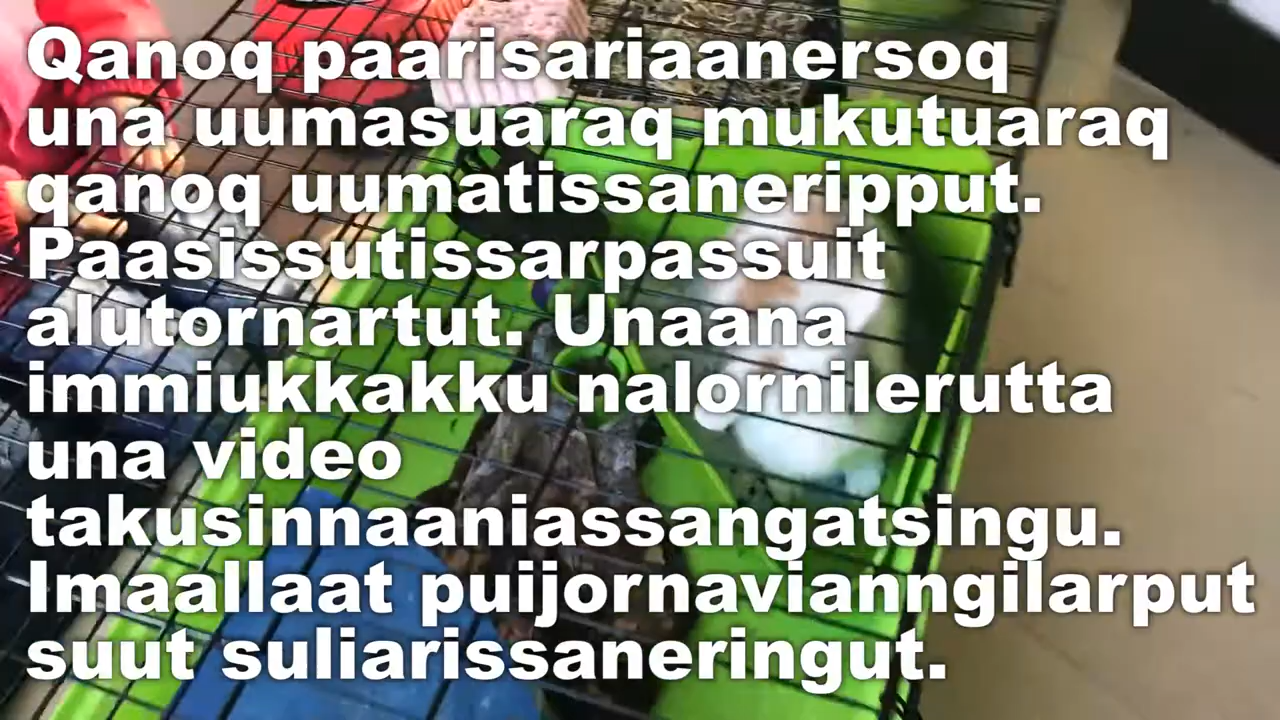 Qanoq paarisariaanersoq
una uumasuaraq mukutuaraq
qanoq uumatissaneripput.
Paasissutissarpassuit
alutornartut. Unaana
immiukkakku nalornilerutta
una video
takusinnaaniassangatsingu.
Imaallaat puijornavianngilarput
suut suliarissaneringut.